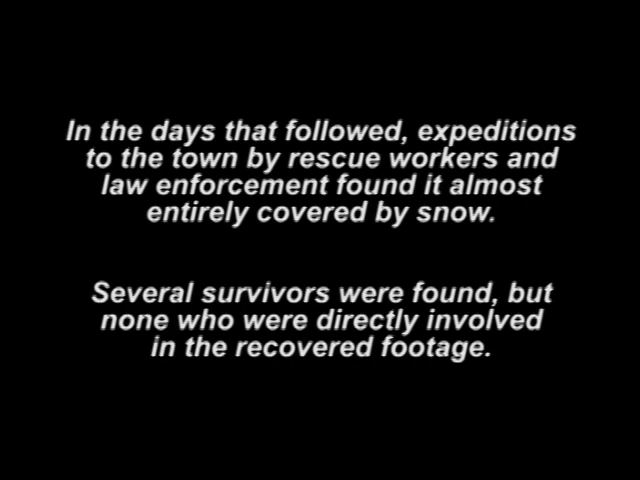 In the days that followed, expeditions
to the town by rescue workers and
law enforcement found it almost
entirely covered by snow.
Several survivors were found, but
none who were directly involved
in the recovered footage.